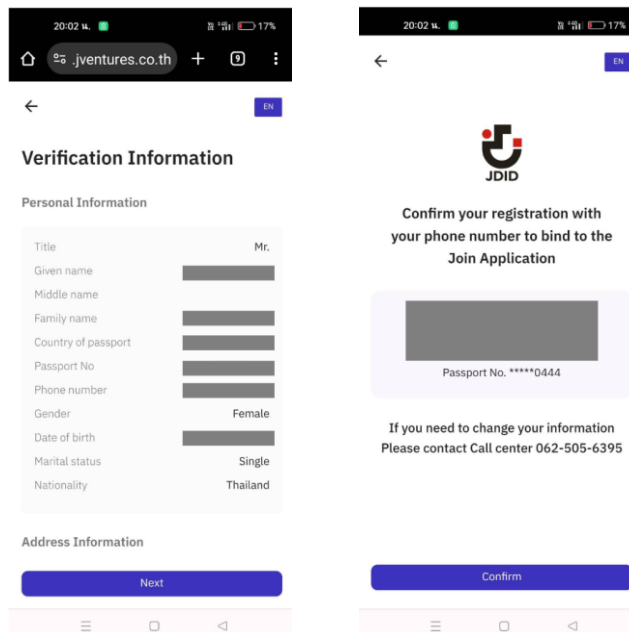 20:02 น.
17%
.jventures.co.th
9
EN
Verification Information
Personal Information
Title Mr.
Given name
Middle name
Family name
Country of passport
Passport No
Phone number
Gender Female
Date of birth
Marital status Single
Nationality Thailand
Address Information
Next
20:02 น.
17%
EN
JDID
Confirm your registration with
your phone number to bind to the
Join Application
Passport No. *****0444
If you need to change your information
Please contact Call center 062-505-6395
Confirm